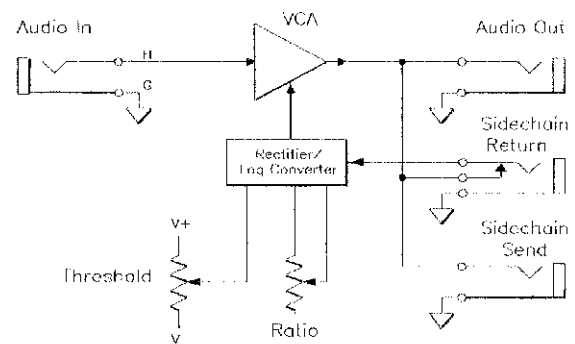 Audio In
VCA
Audio Out
H
G
Sidechain
Return
Rectifier/
Log Converter
V+
Threshold
V
Ratio
Sidechain
Send